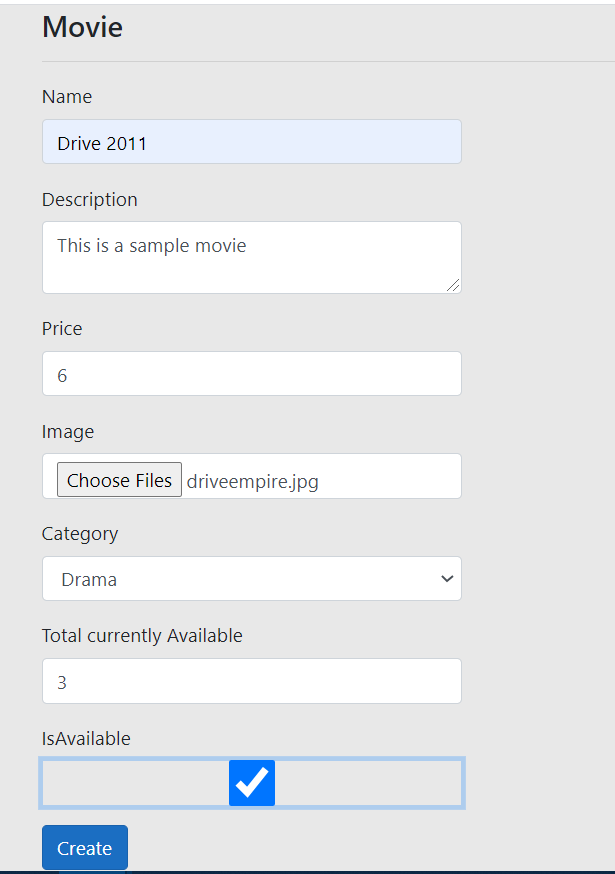 Movie
Name
Drive 2011
Description
This is a sample movie
Price
6
Image
Choose Files driveempire.jpg
Category
Drama
Total currently Available
3
IsAvailable
Create